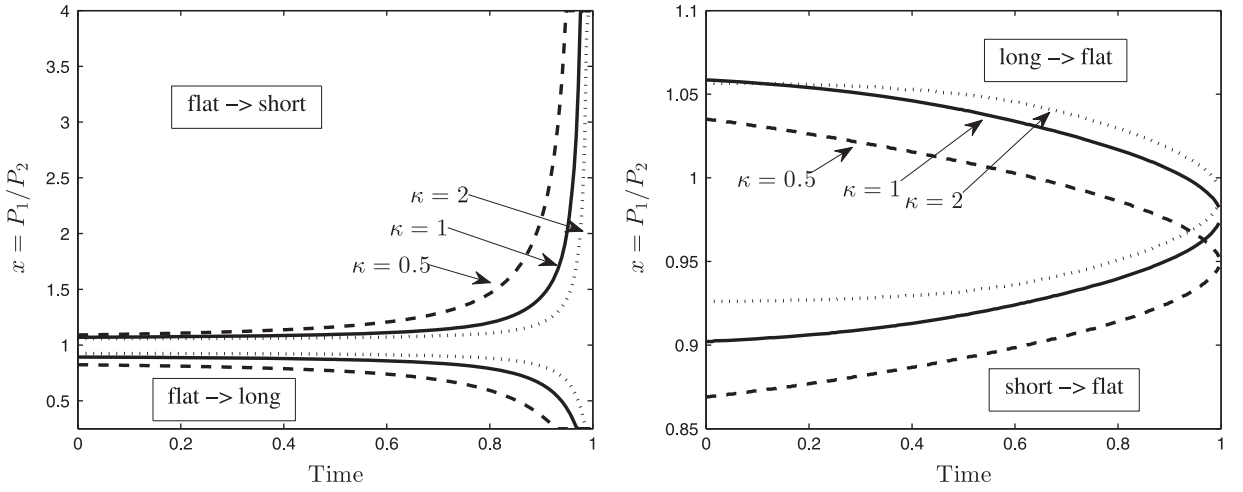 4
3.5
3
2.5
2
1.5
1
0.5
x = P₁/P₂
flat −> short
κ = 2
κ = 1
κ = 0.5
flat −> long
0
0.2
0.4
0.6
0.8
1
Time
1.1
1.05
1
0.95
0.9
0.85
x = P₁/P₂
long −> flat
κ = 0.5
κ = 1
κ = 2
short −> flat
0
0.2
0.4
0.6
0.8
1
Time